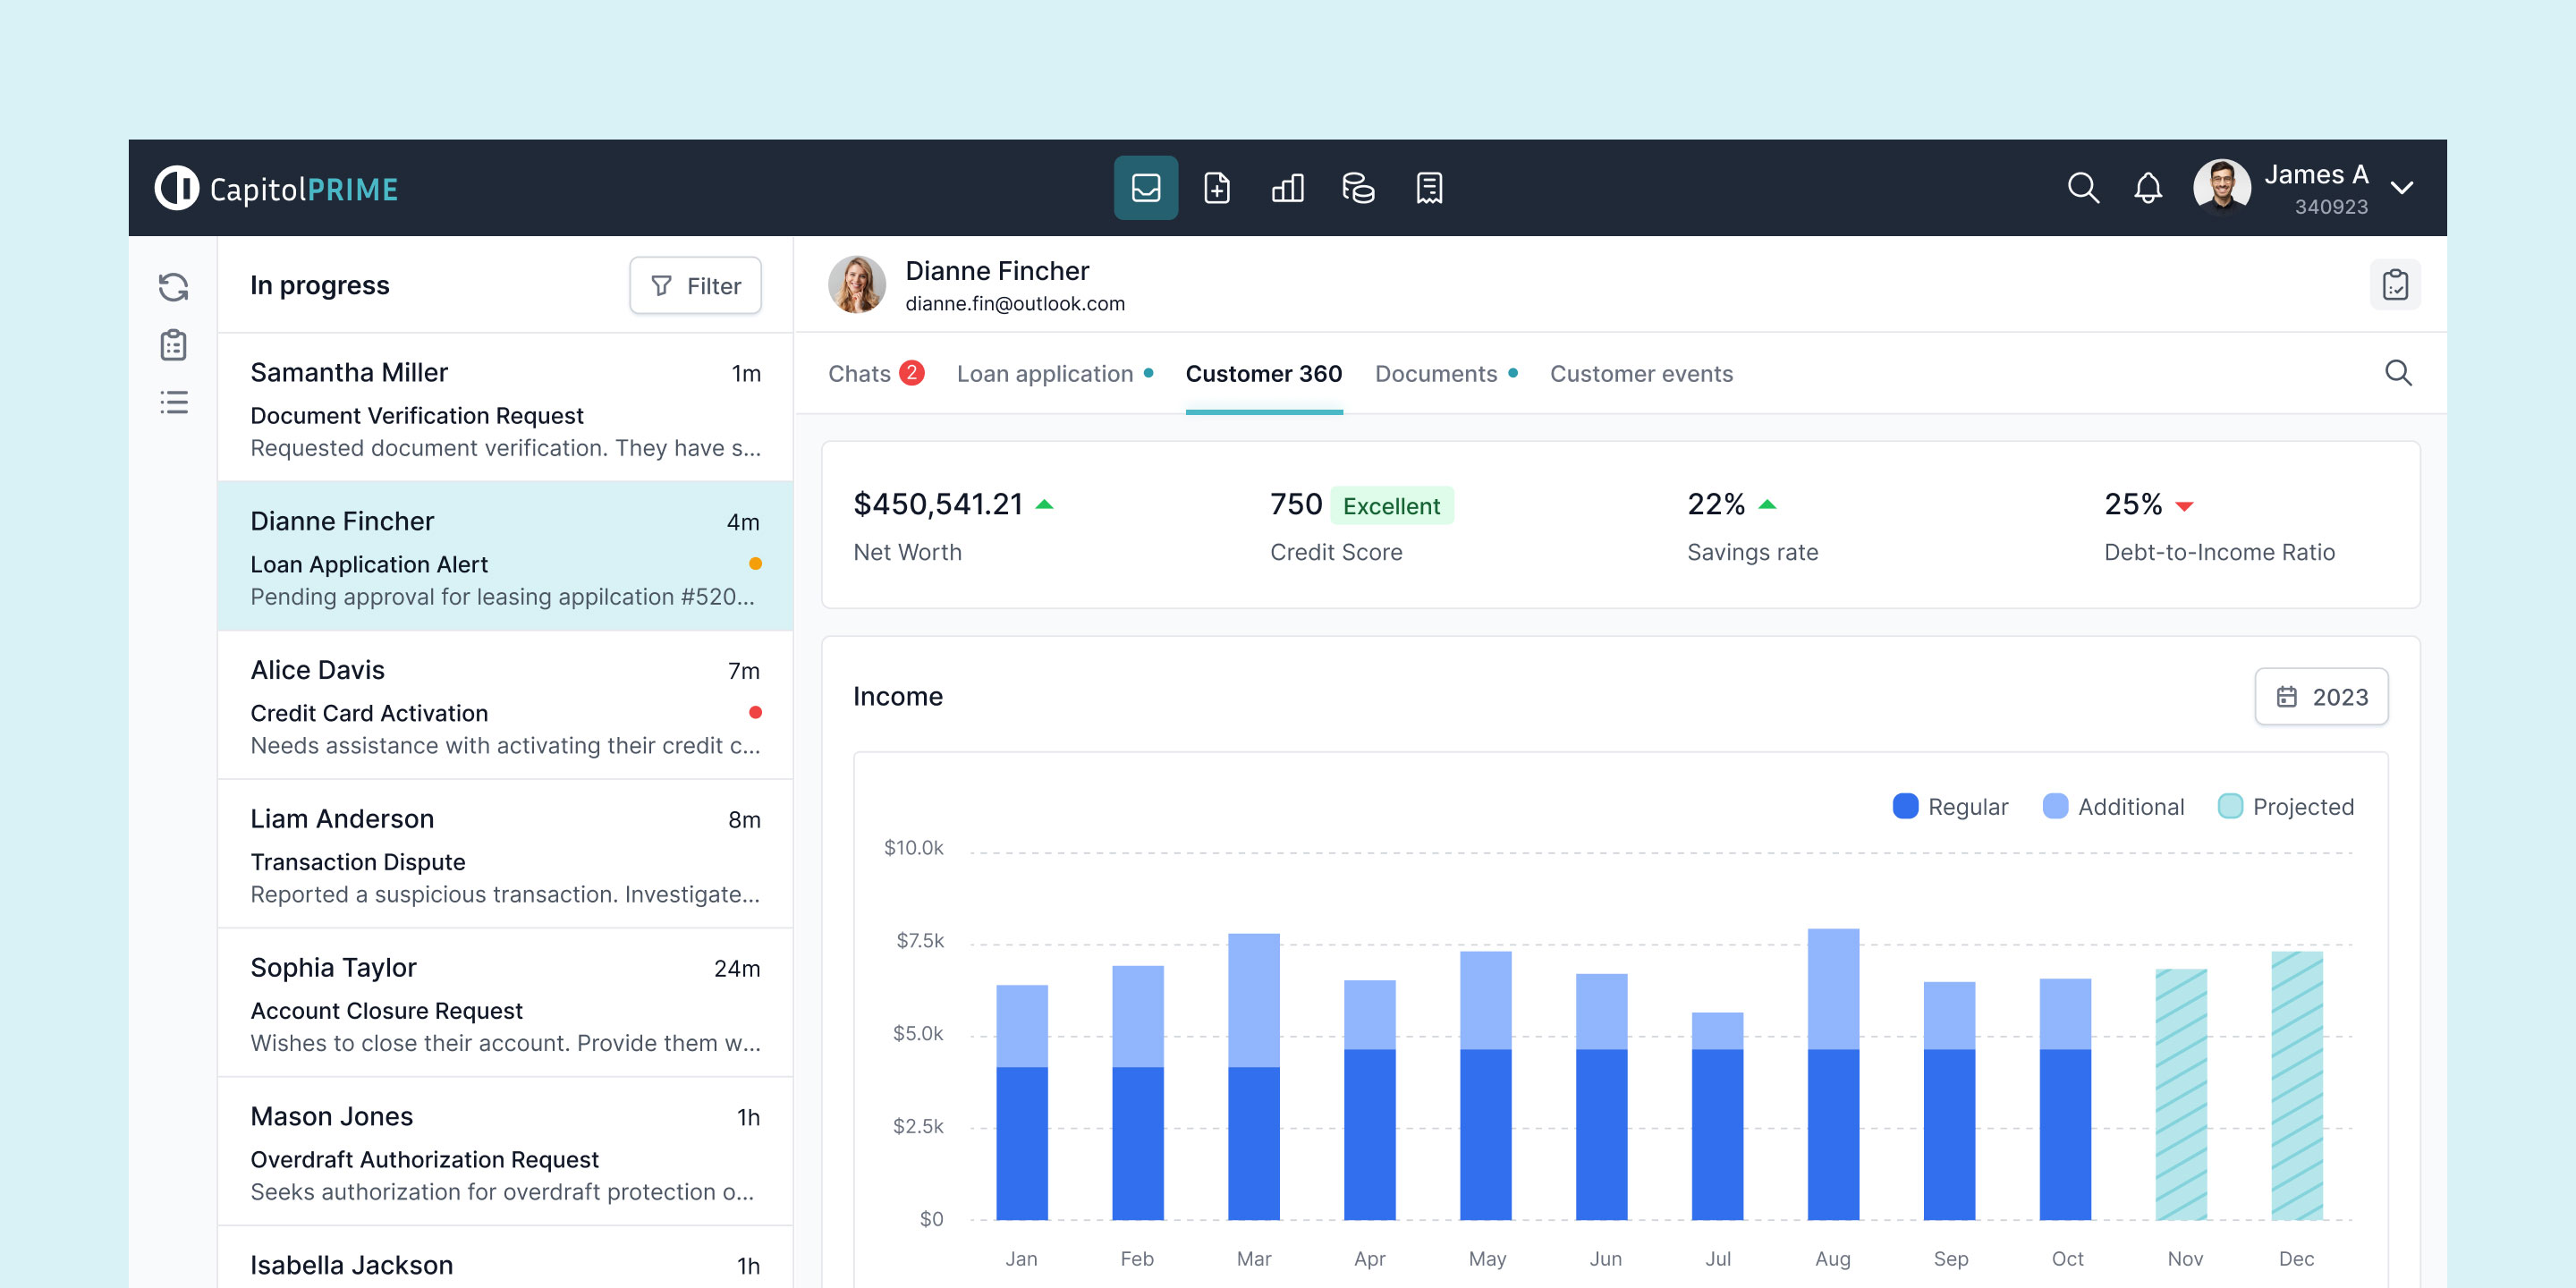 CapitolPRIME
James A
340923
In progress
Filter
Samantha Miller 1m
Document Verification Request
Requested document verification. They have s...
Dianne Fincher 4m
Loan Application Alert
Pending approval for leasing appilcation #520...
Alice Davis 7m
Credit Card Activation
Needs assistance with activating their credit c...
Liam Anderson 8m
Transaction Dispute
Reported a suspicious transaction. Investigate...
Sophia Taylor 24m
Account Closure Request
Wishes to close their account. Provide them w...
Mason Jones 1h
Overdraft Authorization Request
Seeks authorization for overdraft protection o...
Isabella Jackson 1h
Dianne Fincher
dianne.fin@outlook.com
Chats 2 Loan application Customer 360 Documents Customer events
$450,541.21
Net Worth
750 Excellent
Credit Score
22%
Savings rate
25%
Debt-to-Income Ratio
Income
2023
Regular Additional Projected
$10.0k
$7.5k
$5.0k
$2.5k
$0
Jan Feb Mar Apr May Jun Jul Aug Sep Oct Nov Dec